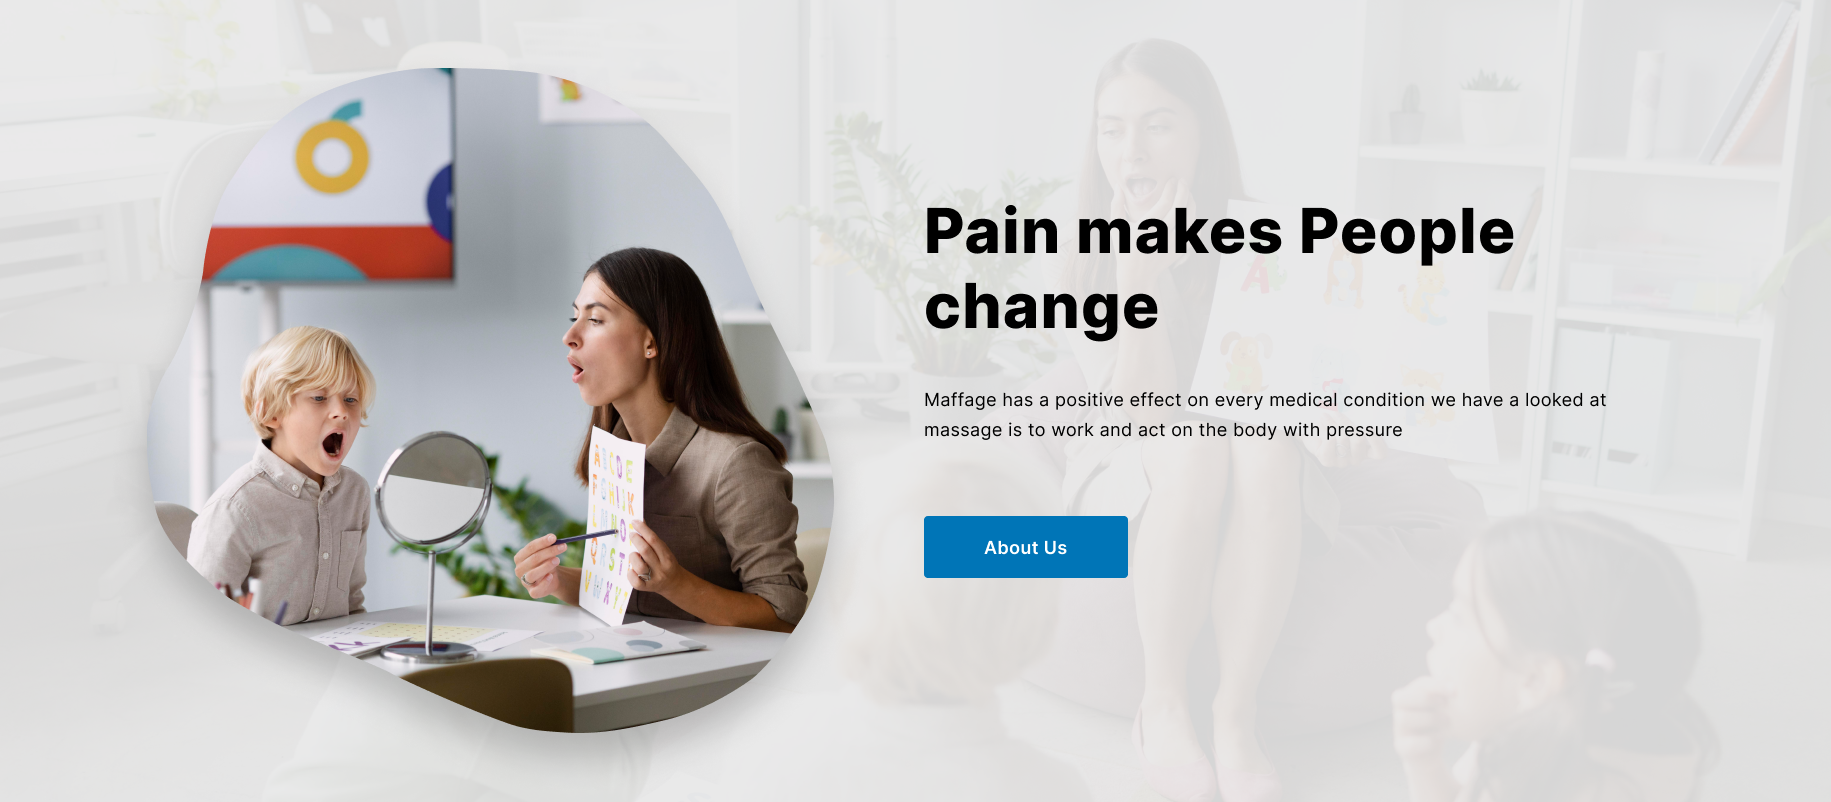 Pain makes People
change
Maffage has a positive effect on every medical condition we have a looked at
massage is to work and act on the body with pressure
About Us